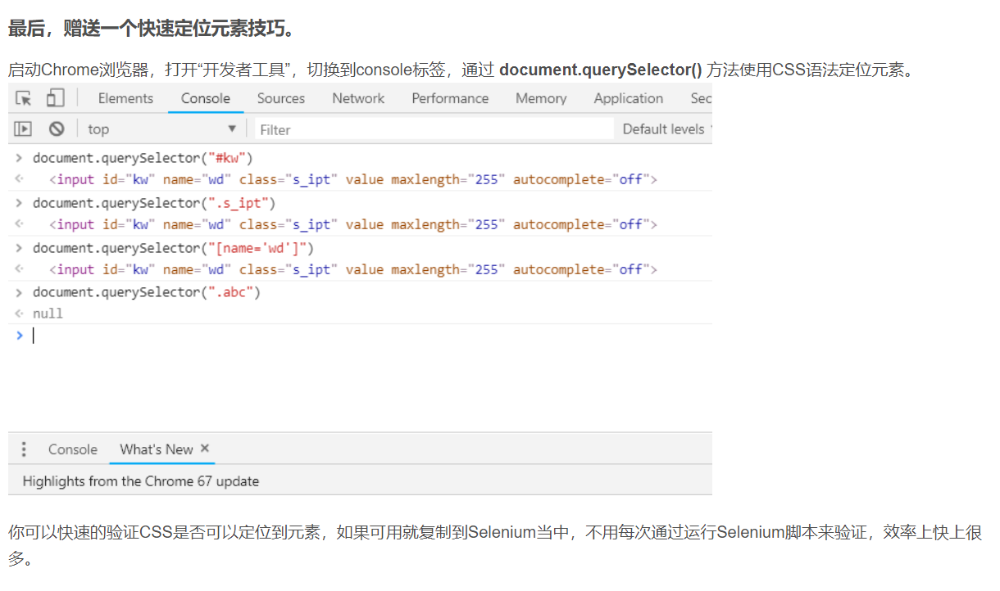 最后，赠送一个快速定位元素技巧。
启动Chrome浏览器，打开“开发者工具”，切换到console标签，通过 document.querySelector() 方法使用CSS语法定位元素。
Elements Console Sources Network Performance Memory Application Sec
top ▼ Filter Default levels
> document.querySelector("#kw")
<input id="kw" name="wd" class="s_ipt" value maxlength="255" autocomplete="off">
> document.querySelector(".s_ipt")
<input id="kw" name="wd" class="s_ipt" value maxlength="255" autocomplete="off">
> document.querySelector("[name='wd']")
<input id="kw" name="wd" class="s_ipt" value maxlength="255" autocomplete="off">
> document.querySelector(".abc")
null
>
Console What's New ×
Highlights from the Chrome 67 update
你可以快速的验证CSS是否可以定位到元素，如果可用就复制到Selenium当中，不用每次通过运行Selenium脚本来验证，效率上快上很
多。